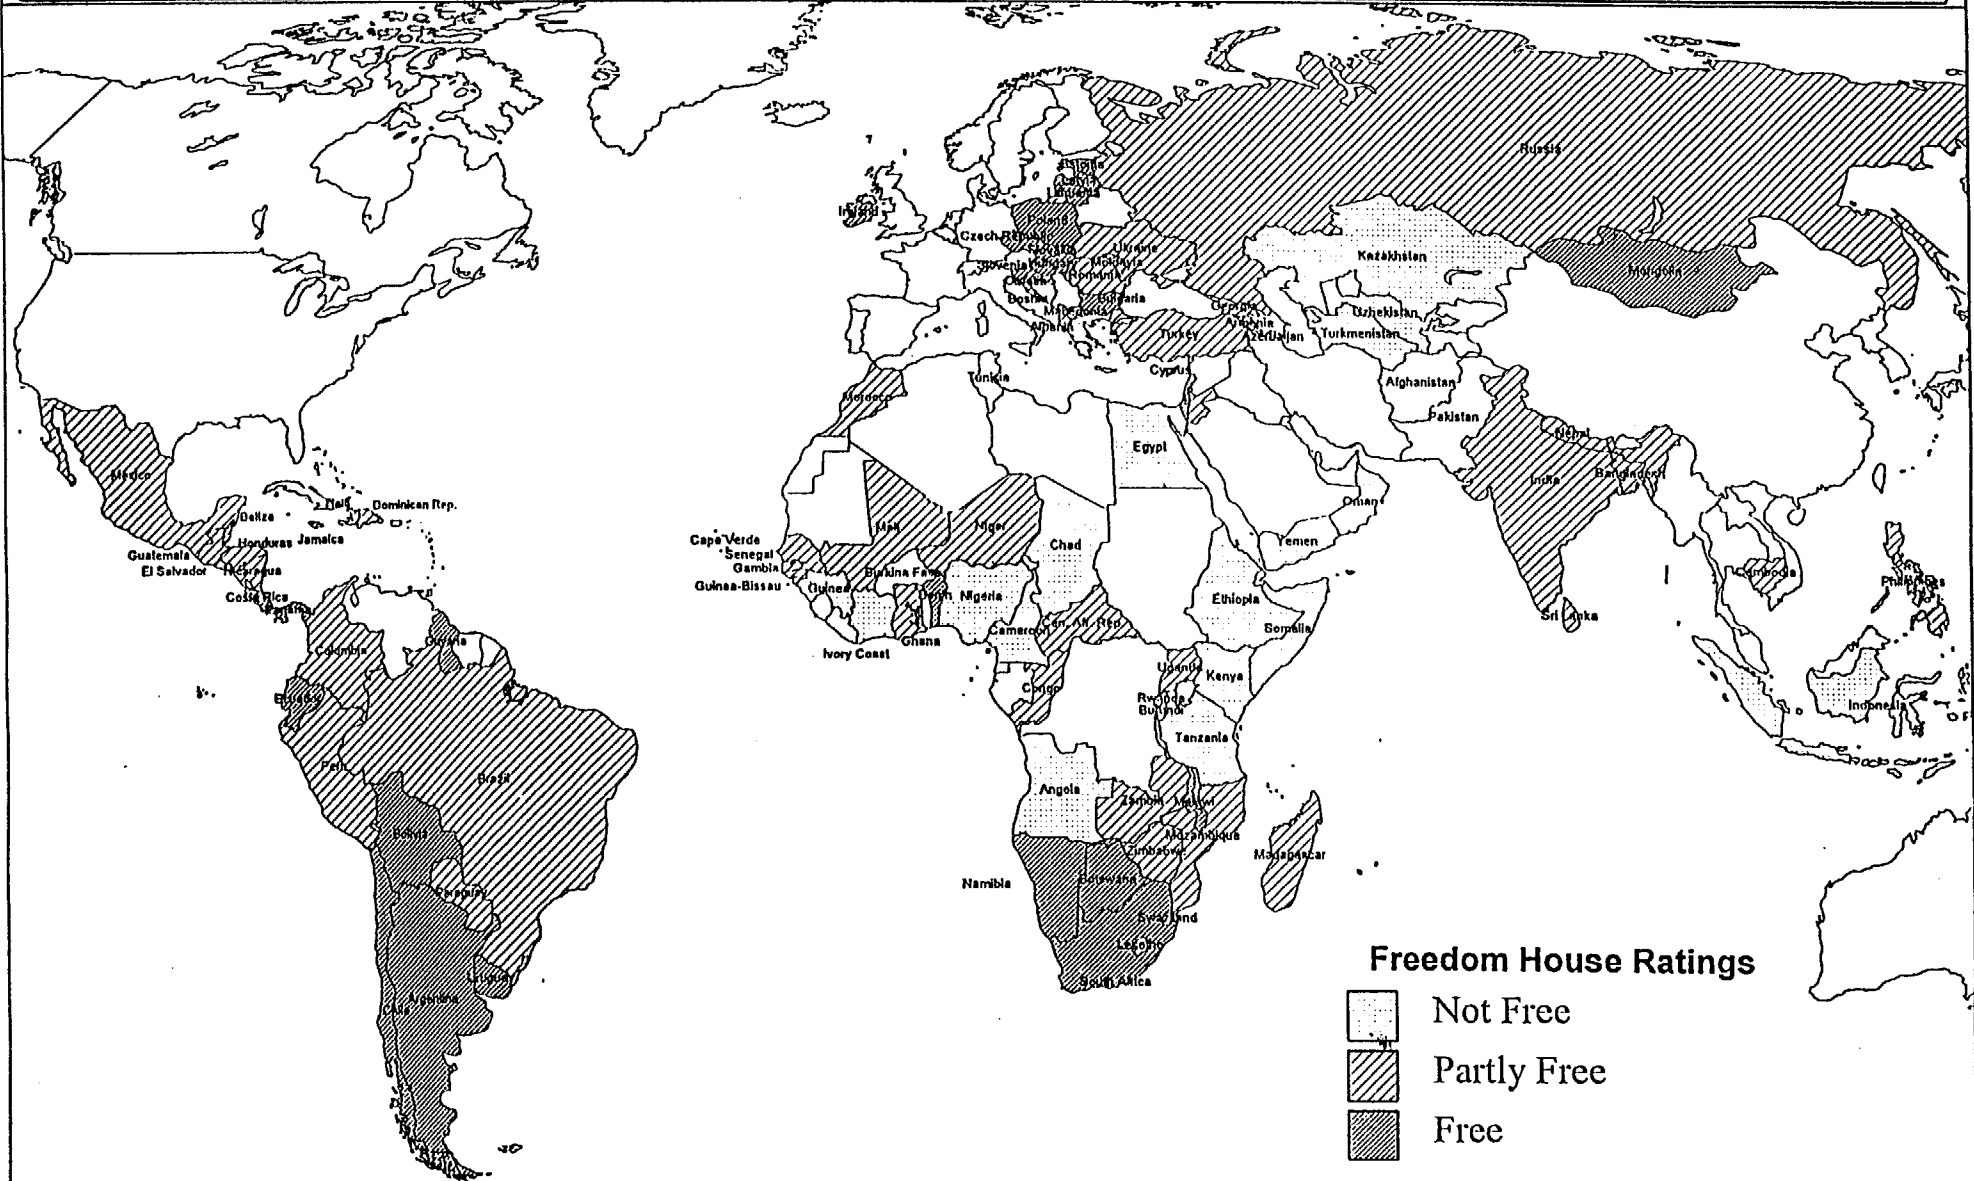 Russia
Estonia
Latvia
Lithuania
Ireland
Poland
Czech Republic
Ukraine
Kazakhstan
Mongolia
Slovenia
Hungary
Moldavia
Romania
Croatia
Bosnia
Bulgaria
Macedonia
Georgia
Uzbekistan
Albania
Armenia
Turkey
Azerbaijan
Turkmenistan
Cyprus
Tunisia
Afghanistan
Morocco
Pakistan
Nepal
Egypt
Mexico
Bangladesh
India
Haiti
Dominican Rep.
Oman
Belize
Mali
Niger
Cape Verde
Honduras
Jamaica
Yemen
Chad
Senegal
Guatemala
Gambia
El Salvador
Nicaragua
Burkina Faso
Cambodia
Philippines
Guinea-Bissau
Guinea
Benin
Nigeria
Costa Rica
Ethiopia
Panama
Sri Lanka
Cameroon
Cen. Afr. Rep.
Somalia
Guyana
Ghana
Colombia
Ivory Coast
Uganda
Kenya
Congo
Ecuador
Rwanda
Burundi
Indonesia
Tanzania
Peru
Brazil
Angola
Zambia
Malawi
Bolivia
Mozambique
Zimbabwe
Madagascar
Botswana
Namibia
Paraguay
Swaziland
Lesotho
Uruguay
South Africa
Argentina
Chile
Freedom House Ratings
Not Free
Partly Free
Free